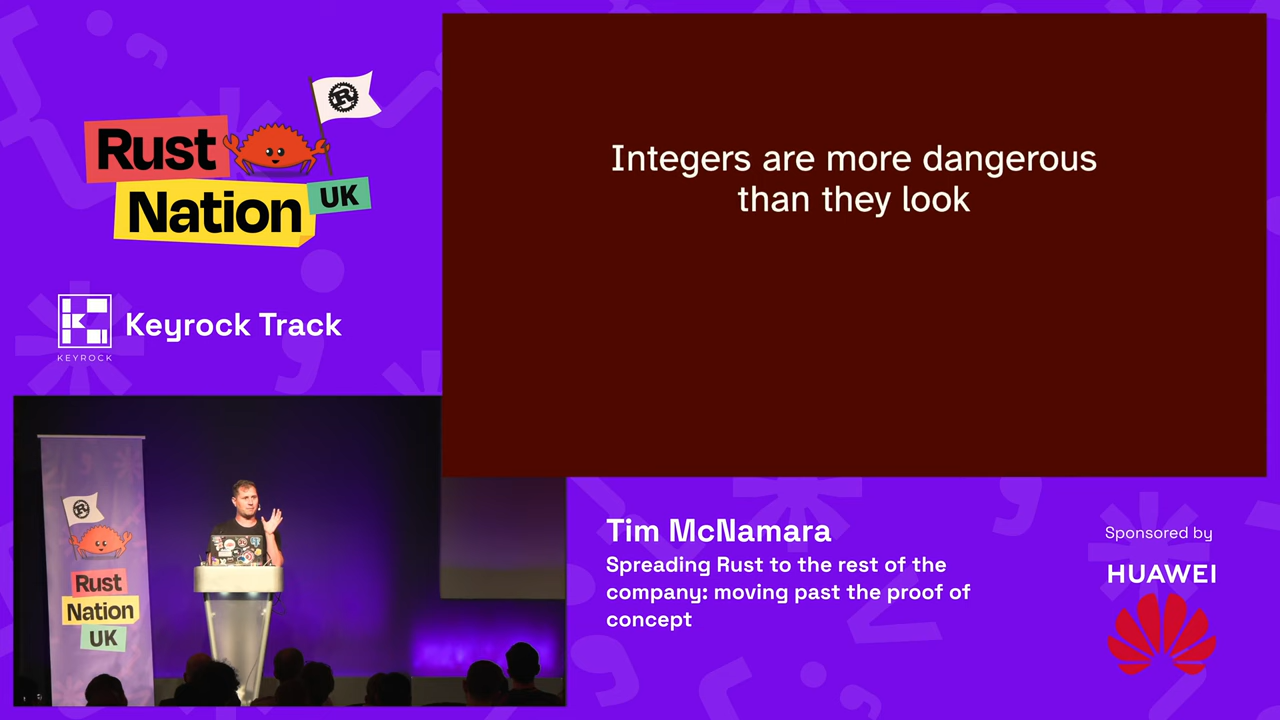 Rust
Nation
UK
KEYROCK
Keyrock Track
Integers are more dangerous
than they look
Rust
Nation
UK
Tim McNamara
Spreading Rust to the rest of the
company: moving past the proof of
concept
Sponsored by
HUAWEI